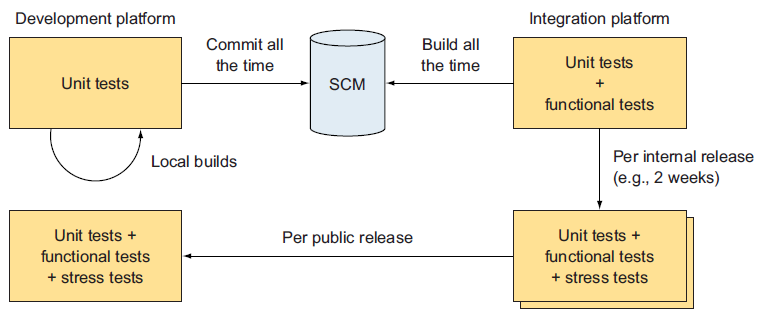 Development platform
Integration platform
Unit tests
Commit all
the time
SCM
Build all
the time
Unit tests
+
functional tests
Local builds
Per internal release
(e.g., 2 weeks)
Unit tests +
functional tests
+ stress tests
Per public release
Unit tests +
functional tests
+ stress tests